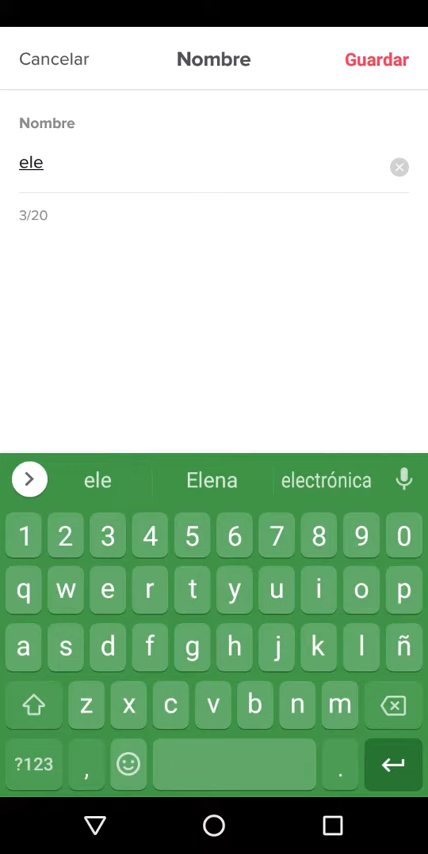 Cancelar Nombre Guardar
Nombre
ele
3/20
ele Elena electrónica
1 2 3 4 5 6 7 8 9 0
q w e r t y u i o p
a s d f g h j k l ñ
z x c v b n m
?123 , .